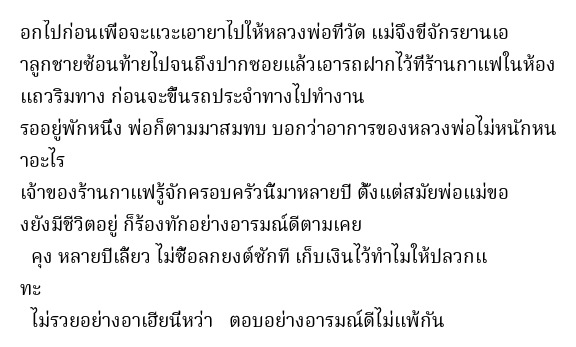 อกไปก่อนเพื่อจะแวะเอายาไปให้หลวงพ่อที่วัด แม่จึงขี่จักรยานเอ
าลูกชายซ้อนท้ายไปจนถึงปากซอยแล้วเอารถฝากไว้ที่ร้านกาแฟในห้อง
แถวริมทาง ก่อนจะขึ้นรถประจำทางไปทำงาน
รออยู่พักหนึ่ง พ่อก็ตามมาสมทบ บอกว่าอาการของหลวงพ่อไม่หนักหน
าอะไร
เจ้าของร้านกาแฟรู้จักครอบครัวนี้มาหลายปี ตั้งแต่สมัยพ่อแม่ขอ
งยังมีชีวิตอยู่ ก็ร้องทักอย่างอารมณ์ดีตามเคย
คุง หลายปีเลี้ยว ไม่ซื้อลกยงต์ซักที เก็บเงินไว้ทำไมให้ปลวกแ
ทะ
ไม่รวยอย่างอาเฮียนี่หว่า ตอบอย่างอารมณ์ดีไม่แพ้กัน